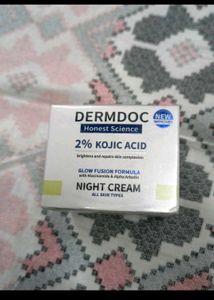 DERMDOC
Honest Science
NEW
2% KOJIC ACID
brightens and repairs skin complexion
GLOW FUSION FORMULA
with Niacinamide & Alpha Arbutin
NIGHT CREAM
ALL SKIN TYPES